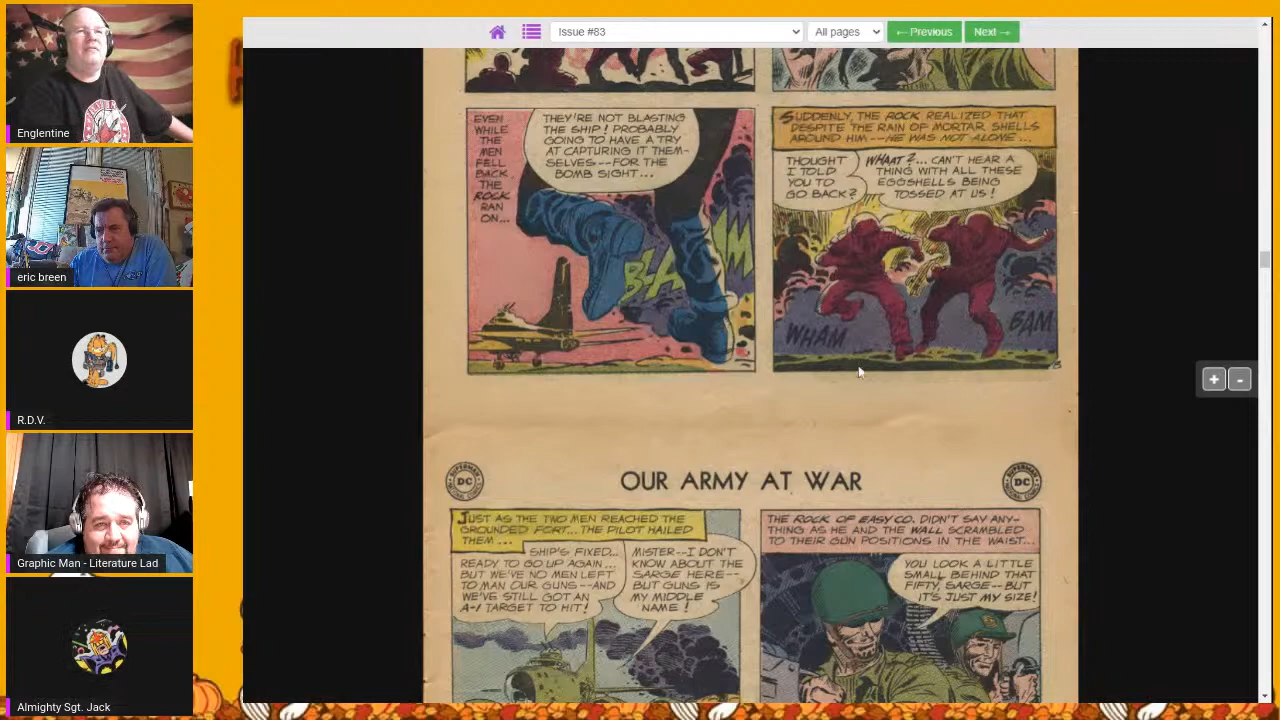 Issue #83
All pages
← Previous
Next →
EVEN
WHILE
THE
MEN
FELL
BACK,
THE
ROCK
RAN
ON...
THEY'RE NOT BLASTING
THE SHIP! PROBABLY
GOING TO HAVE A TRY
AT CAPTURING IT THEM-
SELVES--FOR THE
BOMB SIGHT...
SUDDENLY, THE ROCK REALIZED THAT
DESPITE THE RAIN OF MORTAR SHELLS
AROUND HIM--HE WAS NOT ALONE...
THOUGHT
I TOLD
YOU TO
GO BACK?
WHAAT?... CAN'T HEAR A
THING WITH ALL THESE
EGGSHELLS BEING
TOSSED AT US!
WHAM
BAM
SUPERMAN
DC
NATIONAL COMICS
OUR ARMY AT WAR
SUPERMAN
DC
NATIONAL COMICS
JUST AS THE TWO MEN REACHED THE
GROUNDED FORT... THE PILOT HAILED
THEM...
SHIP'S FIXED...
READY TO GO UP AGAIN...
BUT WE'VE NO MEN LEFT
TO MAN OUR GUNS--AND
WE'VE STILL GOT AN
A-1 TARGET TO HIT!
MISTER--I DON'T
KNOW ABOUT THE
SARGE HERE--
BUT GUNS IS
MY MIDDLE
NAME!
THE ROCK OF EASY CO. DIDN'T SAY ANY-
THING AS HE AND THE WALL SCRAMBLED
TO THEIR GUN POSITIONS IN THE WAIST...
YOU LOOK A LITTLE
SMALL BEHIND THAT
FIFTY, SARGE--BUT
IT'S JUST MY SIZE!
+ -
Englentine
eric breen
R.D.V.
Graphic Man - Literature Lad
Almighty Sgt. Jack